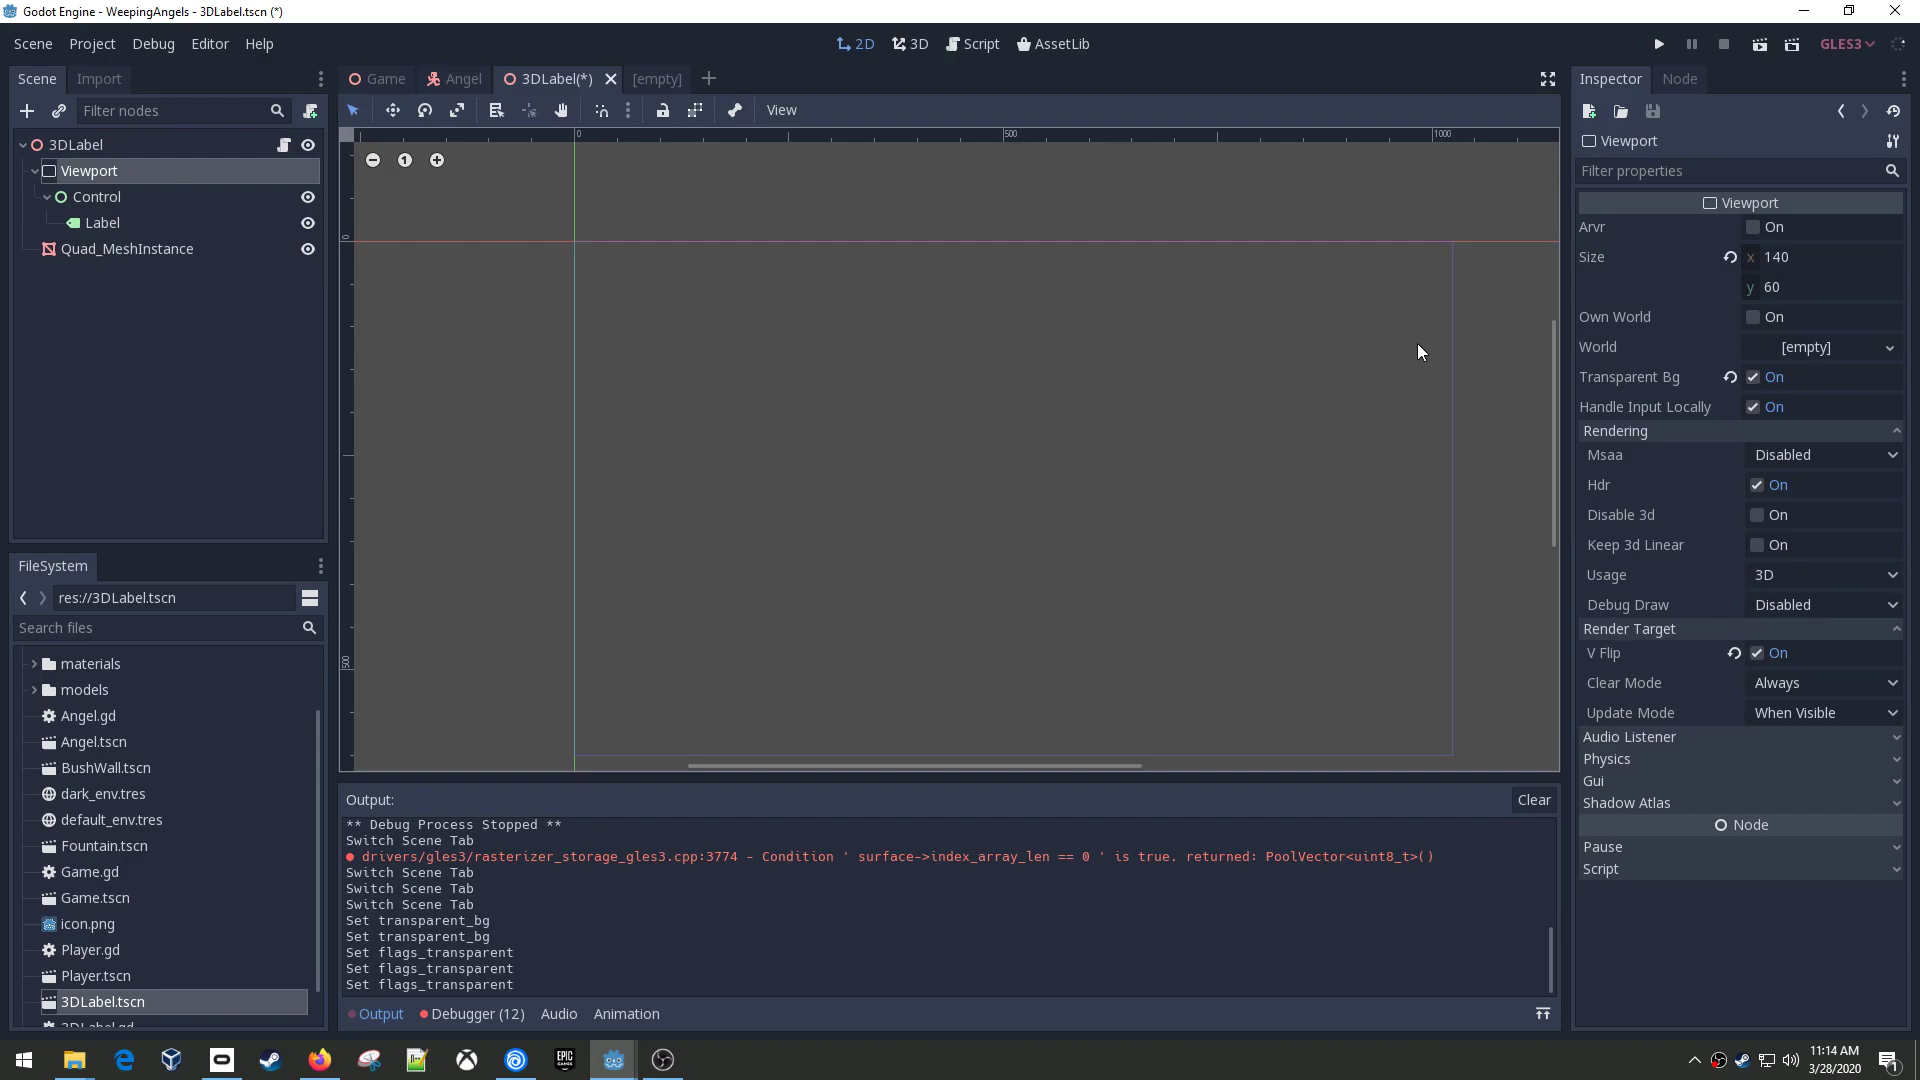 Godot Engine - WeepingAngels - 3DLabel.tscn (*)
Scene Project Debug Editor Help
2D 3D Script AssetLib
GLES3
Scene Import
Game Angel 3DLabel(*) [empty]
Inspector Node
Filter nodes
View
3DLabel
Viewport
Control
Label
Quad_MeshInstance
0 500 1000
0
500
1
Viewport
Filter properties
Viewport
Arvr On
Size x 140
y 60
Own World On
World [empty]
Transparent Bg On
Handle Input Locally On
Rendering
Msaa Disabled
Hdr On
Disable 3d On
Keep 3d Linear On
Usage 3D
Debug Draw Disabled
Render Target
V Flip On
Clear Mode Always
Update Mode When Visible
Audio Listener
Physics
Gui
Shadow Atlas
Node
Pause
Script
FileSystem
res://3DLabel.tscn
Search files
materials
models
Angel.gd
Angel.tscn
BushWall.tscn
dark_env.tres
default_env.tres
Fountain.tscn
Game.gd
Game.tscn
icon.png
Player.gd
Player.tscn
3DLabel.tscn
3DLabel.gd
Output:
Clear
** Debug Process Stopped **
Switch Scene Tab
drivers/gles3/rasterizer_storage_gles3.cpp:3774 - Condition ' surface->index_array_len == 0 ' is true. returned: PoolVector<uint8_t>()
Switch Scene Tab
Switch Scene Tab
Switch Scene Tab
Set transparent_bg
Set transparent_bg
Set flags_transparent
Set flags_transparent
Set flags_transparent
Output Debugger (12) Audio Animation
EPIC
GAMES
11:14 AM
3/28/2020
1